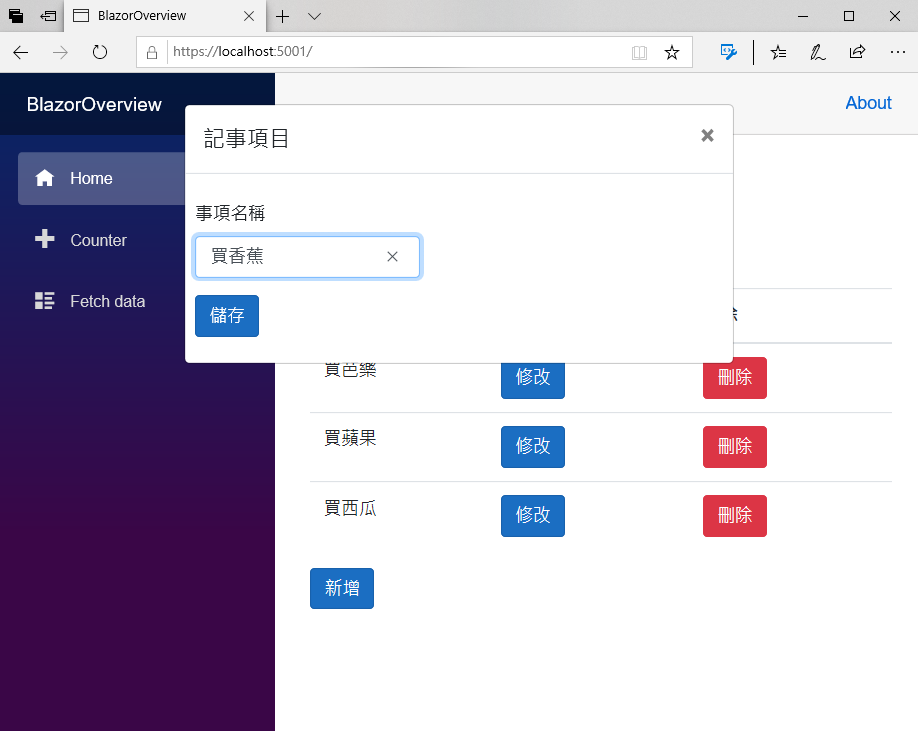 BlazorOverview
https://localhost:5001/
BlazorOverview
About
記事項目
Home
事項名稱
Counter
買香蕉
Fetch data
儲存
買芭樂
修改
刪除
買蘋果
修改
刪除
買西瓜
修改
刪除
新增